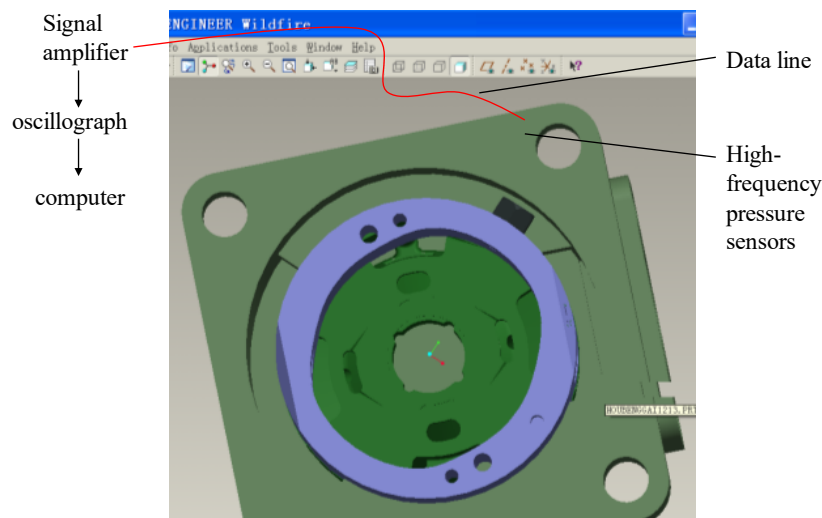 Signal
amplifier
oscillograph
computer
ENGINEER Wildfire
Applications Tools Window Help
Data line
High-
frequency
pressure
sensors